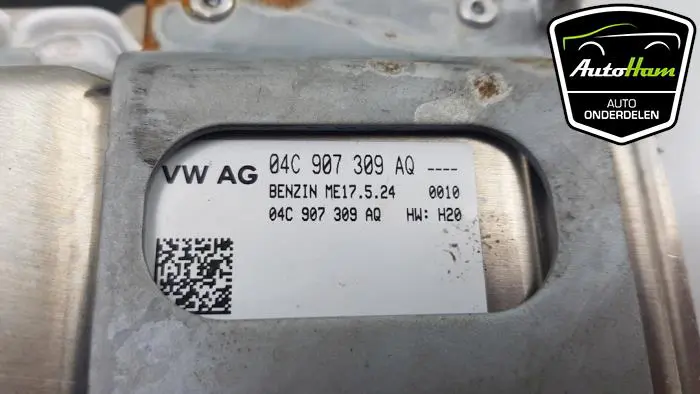 VW AG 04C 907 309 AQ ----
BENZIN ME17.5.24 0010
04C 907 309 AQ HW: H20
AutoHam
AUTO
ONDERDELEN